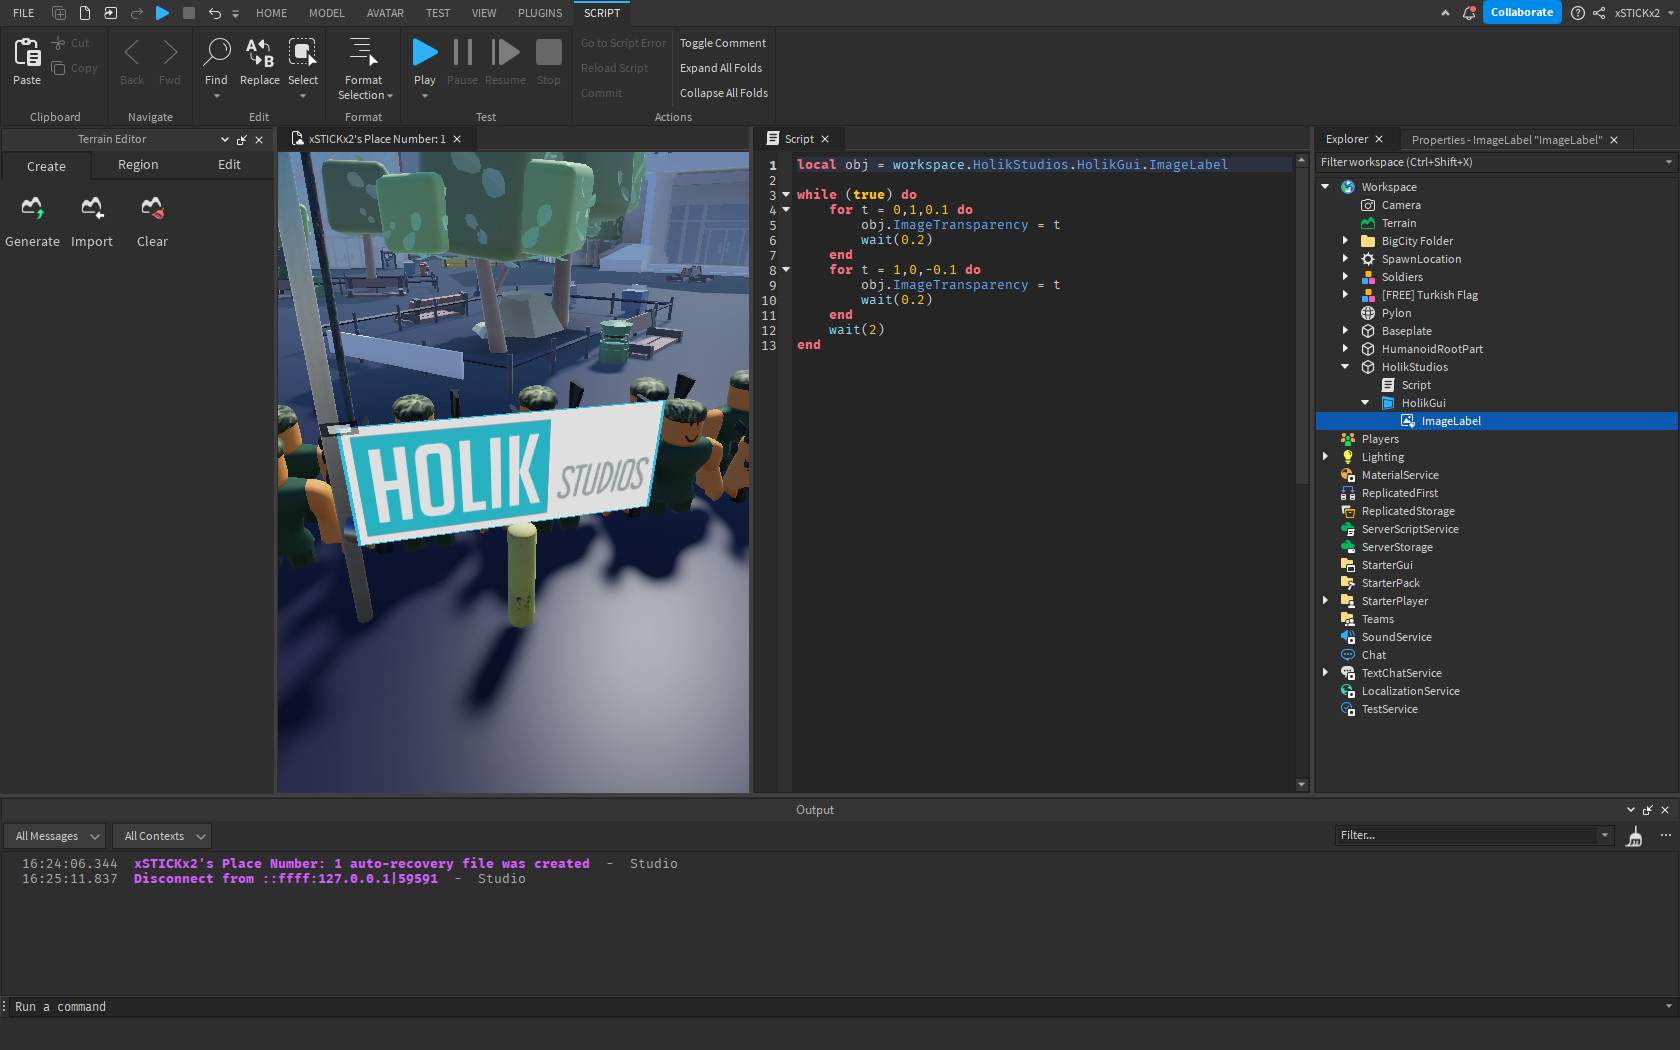 FILE HOME MODEL AVATAR TEST VIEW PLUGINS SCRIPT Collaborate xSTICKx2
Paste Cut Copy Back Fwd Find Replace Select Format Selection Play Pause Resume Stop Go to Script Error Reload Script Commit Toggle Comment Expand All Folds Collapse All Folds
Clipboard Navigate Edit Format Test Actions
Terrain Editor
Create Region Edit
Generate Import Clear
xSTICKx2's Place Number: 1
HOLIK STUDIOS
Script
1 local obj = workspace.HolikStudios.HolikGui.ImageLabel
2
3 while (true) do
4 for t = 0,1,0.1 do
5 obj.ImageTransparency = t
6 wait(0.2)
7 end
8 for t = 1,0,-0.1 do
9 obj.ImageTransparency = t
10 wait(0.2)
11 end
12 wait(2)
13 end
Explorer Properties - ImageLabel "ImageLabel"
Filter workspace (Ctrl+Shift+X)
Workspace
Camera
Terrain
BigCity Folder
SpawnLocation
Soldiers
[FREE] Turkish Flag
Pylon
Baseplate
HumanoidRootPart
HolikStudios
Script
HolikGui
ImageLabel
Players
Lighting
MaterialService
ReplicatedFirst
ReplicatedStorage
ServerScriptService
ServerStorage
StarterGui
StarterPack
StarterPlayer
Teams
SoundService
Chat
TextChatService
LocalizationService
TestService
Output
All Messages All Contexts Filter...
16:24:06.344 xSTICKx2's Place Number: 1 auto-recovery file was created - Studio
16:25:11.837 Disconnect from ::ffff:127.0.0.1|59591 - Studio
Run a command